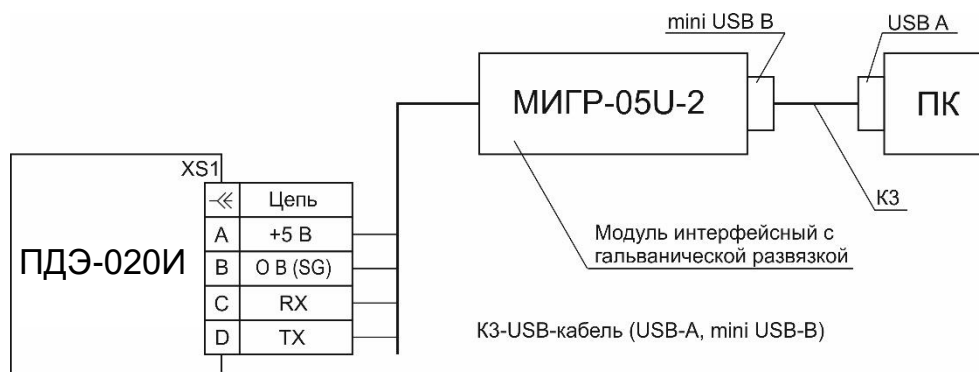 mini USB B
USB A
МИГР-05U-2
ПК
XS1
Цепь
ПДЭ-020И
A
+5 В
B
О В (SG)
C
RX
D
TX
К3
Модуль интерфейсный с
гальванической развязкой
К3-USB-кабель (USB-A, mini USB-B)